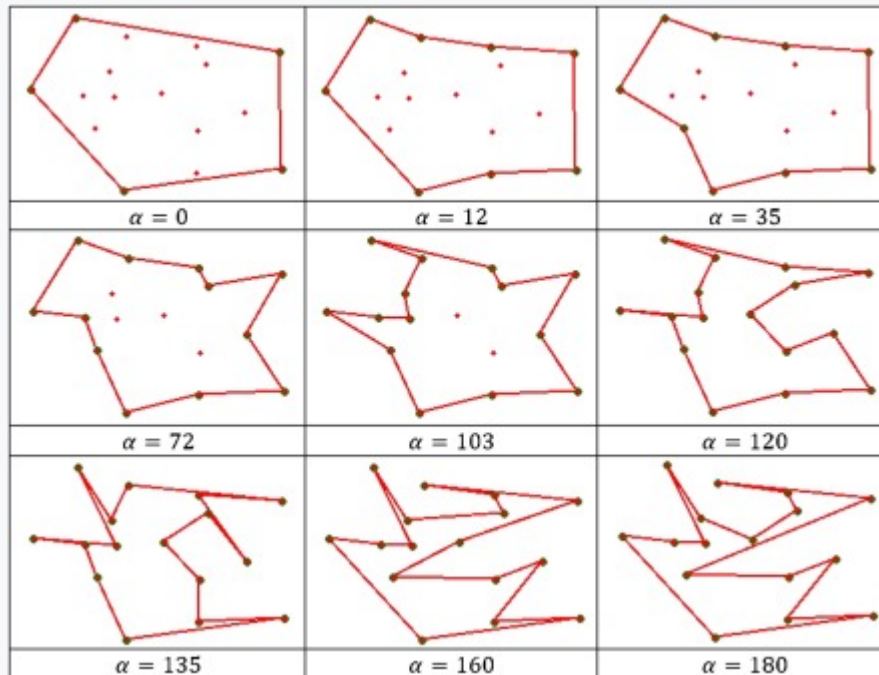 α = 0
α = 12
α = 35
α = 72
α = 103
α = 120
α = 135
α = 160
α = 180